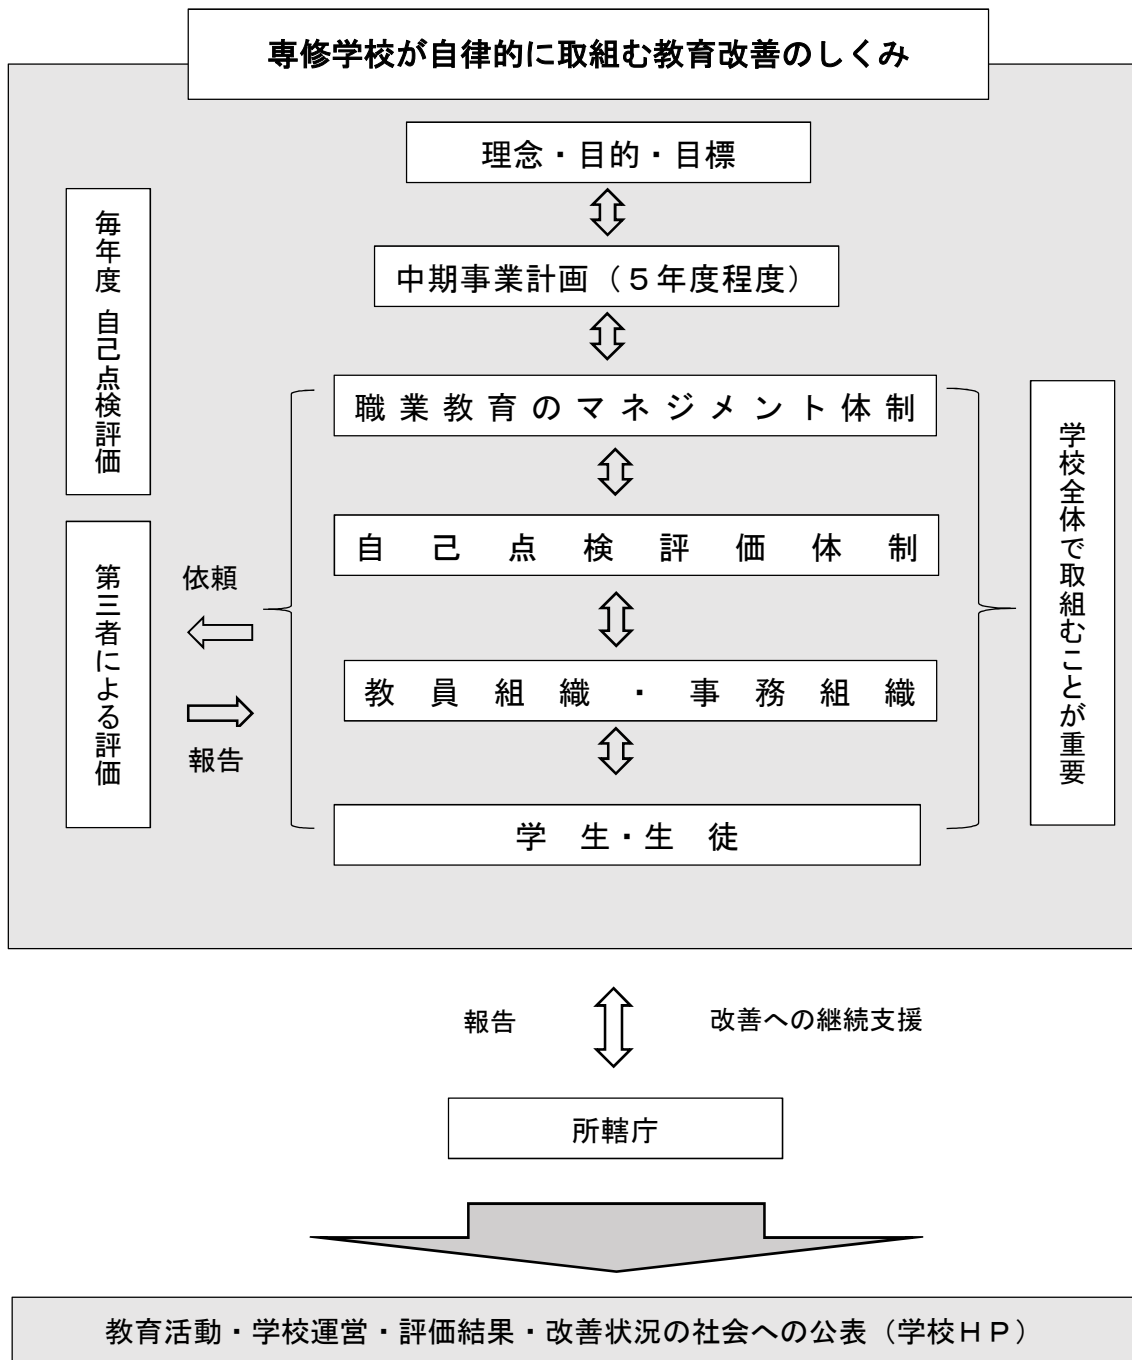 専修学校が自律的に取組む教育改善のしくみ
理念・目的・目標
毎年度 自己点検評価
中期事業計画（５年度程度）
職業教育のマネジメント体制
学校全体で取組むことが重要
自己点検評価体制
第三者による評価
依頼
教員組織・事務組織
報告
学生・生徒
報告
改善への継続支援
所轄庁
教育活動・学校運営・評価結果・改善状況の社会への公表（学校ＨＰ）